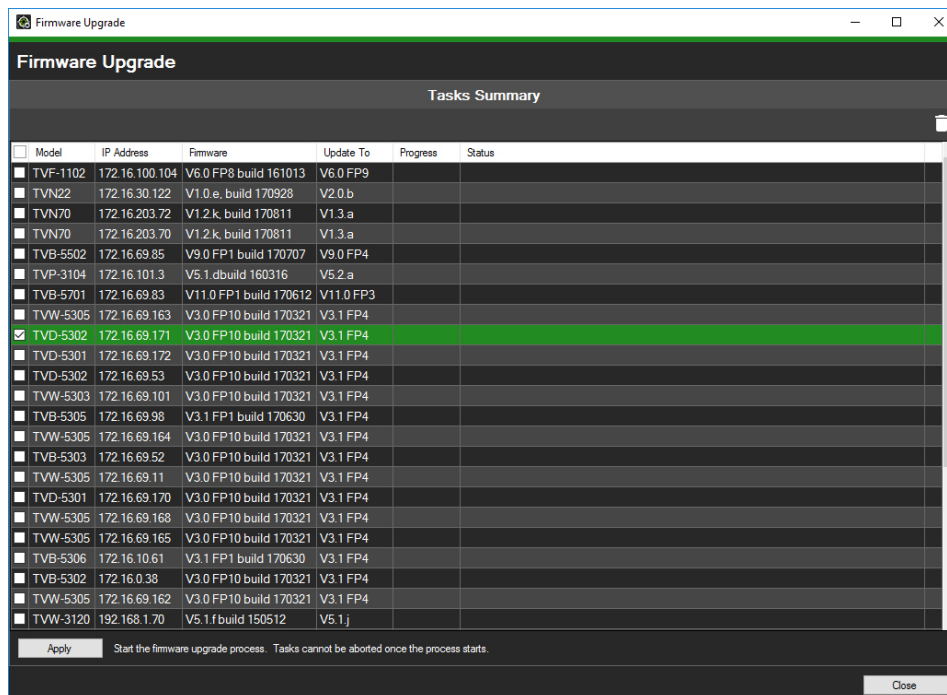 Firmware Upgrade
Firmware Upgrade
Tasks Summary
Model IP Address Firmware Update To Progress Status
TVF-1102 172.16.100.104 V6.0 FP8 build 161013 V6.0 FP9
TVN22 172.16.30.122 V1.0.e, build 170928 V2.0.b
TVN70 172.16.203.72 V1.2.k, build 170811 V1.3.a
TVN70 172.16.203.70 V1.2.k, build 170811 V1.3.a
TVB-5502 172.16.69.85 V9.0 FP1 build 170707 V9.0 FP4
TVP-3104 172.16.101.3 V5.1.dbuild 160316 V5.2.a
TVB-5701 172.16.69.83 V11.0 FP1 build 170612 V11.0 FP3
TVW-5305 172.16.69.163 V3.0 FP10 build 170321 V3.1 FP4
TVD-5302 172.16.69.171 V3.0 FP10 build 170321 V3.1 FP4
TVD-5301 172.16.69.172 V3.0 FP10 build 170321 V3.1 FP4
TVD-5302 172.16.69.53 V3.0 FP10 build 170321 V3.1 FP4
TVW-5303 172.16.69.101 V3.0 FP10 build 170321 V3.1 FP4
TVB-5305 172.16.69.98 V3.1 FP1 build 170630 V3.1 FP4
TVW-5305 172.16.69.164 V3.0 FP10 build 170321 V3.1 FP4
TVB-5303 172.16.69.52 V3.0 FP10 build 170321 V3.1 FP4
TVW-5305 172.16.69.11 V3.0 FP10 build 170321 V3.1 FP4
TVD-5301 172.16.69.170 V3.0 FP10 build 170321 V3.1 FP4
TVW-5305 172.16.69.168 V3.0 FP10 build 170321 V3.1 FP4
TVW-5305 172.16.69.165 V3.0 FP10 build 170321 V3.1 FP4
TVB-5306 172.16.10.61 V3.1 FP1 build 170630 V3.1 FP4
TVB-5302 172.16.0.38 V3.0 FP10 build 170321 V3.1 FP4
TVW-5305 172.16.69.162 V3.0 FP10 build 170321 V3.1 FP4
TVW-3120 192.168.1.70 V5.1.f build 150512 V5.1.j
Apply Start the firmware upgrade process. Tasks cannot be aborted once the process starts.
Close